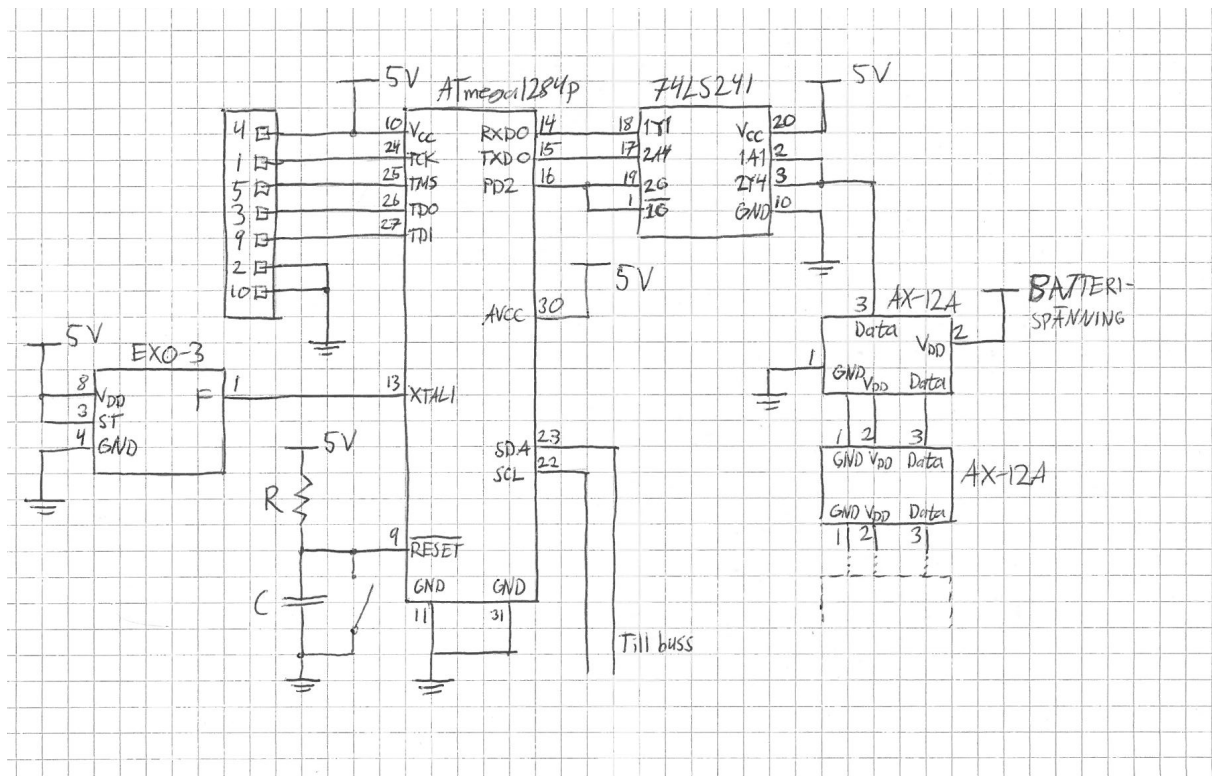 5V
ATmega1284p
74LS241
5V
4
1
5
3
9
2
10
10 Vcc
24 TCK
25 TMS
26 TDO
27 TDI
RXD0 14
TXD0 15
PD2 16
18 1Y1
17 2A4
19 2G
1 1G
Vcc 20
1A1 2
2Y4 3
GND 10
5V
AVCC 30
5V
EXO-3
8 VDD
3 ST
4 GND
F 1
13 XTAL1
SDA 23
SCL 22
5V
R
C
9 RESET
GND GND
11 31
Till buss
3 AX-12A
Data
VDD 2
BATTERI-
SPÄNNING
1
GND VDD Data
1 2 3
GND VDD Data
AX-12A
GND VDD Data
1 2 3